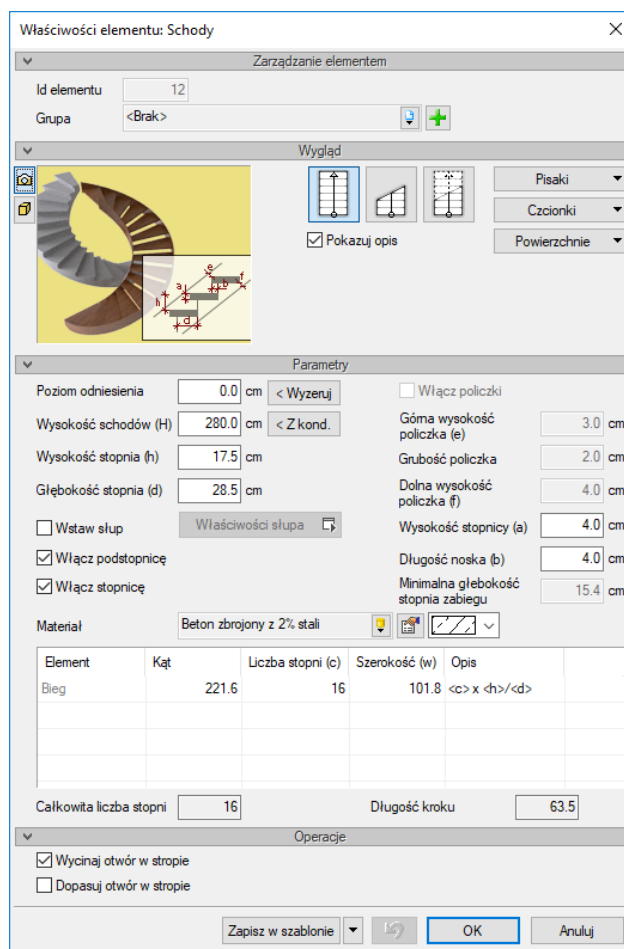 Właściwości elementu: Schody
Zarządzanie elementem
Id elementu 12
Grupa <Brak>
Wygląd
Pisaki
Czcionki
Pokazuj opis Powierzchnie
e
a b f
h
d
Parametry
Poziom odniesienia 0.0 cm < Wyzeruj Włącz policzki
Wysokość schodów (H) 280.0 cm < Z kond. Górna wysokość policzka (e) 3.0 cm
Wysokość stopnia (h) 17.5 cm Grubość policzka 2.0 cm
Głębokość stopnia (d) 28.5 cm Dolna wysokość policzka (f) 4.0 cm
Wstaw słup Właściwości słupa Wysokość stopnicy (a) 4.0 cm
Włącz podstopnicę Długość noska (b) 4.0 cm
Włącz stopnicę Minimalna głebokość stopnia zabiegu 15.4 cm
Materiał Beton zbrojony z 2% stali
Element Kąt Liczba stopni (c) Szerokość (w) Opis
Bieg 221.6 16 101.8 <c> x <h>/<d>
Całkowita liczba stopni 16 Długość kroku 63.5
Operacje
Wycinaj otwór w stropie
Dopasuj otwór w stropie
Zapisz w szablonie OK Anuluj